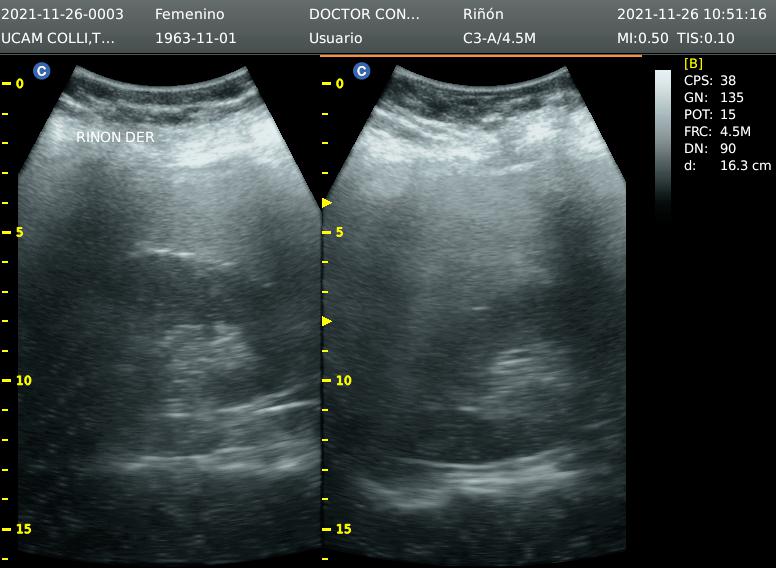 2021-11-26-0003 Femenino DOCTOR CON... Riñón 2021-11-26 10:51:16
UCAM COLLI,T... 1963-11-01 Usuario C3-A/4.5M MI:0.50 TIS:0.10
C
C
[B]
CPS: 38
GN: 135
POT: 15
FRC: 4.5M
DN: 90
d: 16.3 cm
RINON DER
0
5
10
15
0
5
10
15